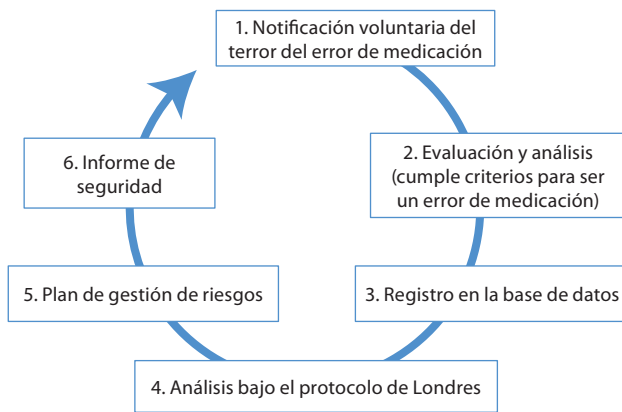 1. Notificación voluntaria del
terror del error de medicación
2. Evaluación y análisis
(cumple criterios para ser
un error de medicación)
3. Registro en la base de datos
4. Análisis bajo el protocolo de Londres
5. Plan de gestión de riesgos
6. Informe de
seguridad